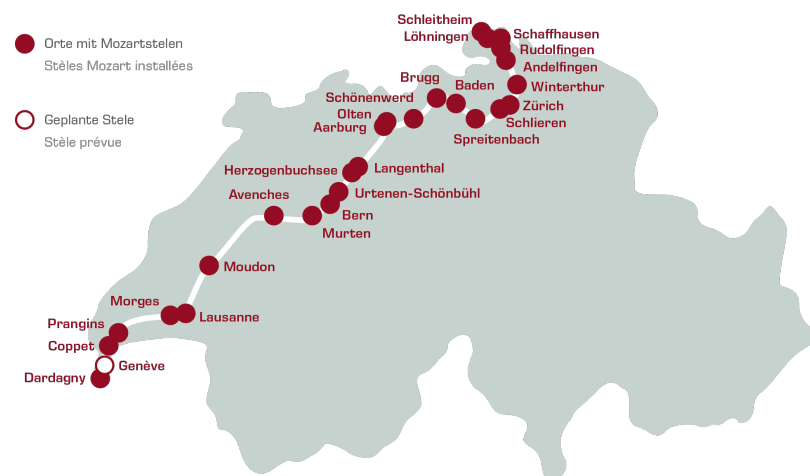 Orte mit Mozartstelen
Stèles Mozart installées
Geplante Stele
Stèle prévue
Schleitheim
Löhningen
Schaffhausen
Rudolfingen
Andelfingen
Winterthur
Zürich
Schlieren
Spreitenbach
Baden
Brugg
Schönenwerd
Olten
Aarburg
Langenthal
Herzogenbuchsee
Urtenen-Schönbühl
Bern
Murten
Avenches
Moudon
Lausanne
Morges
Prangins
Coppet
Genève
Dardagny